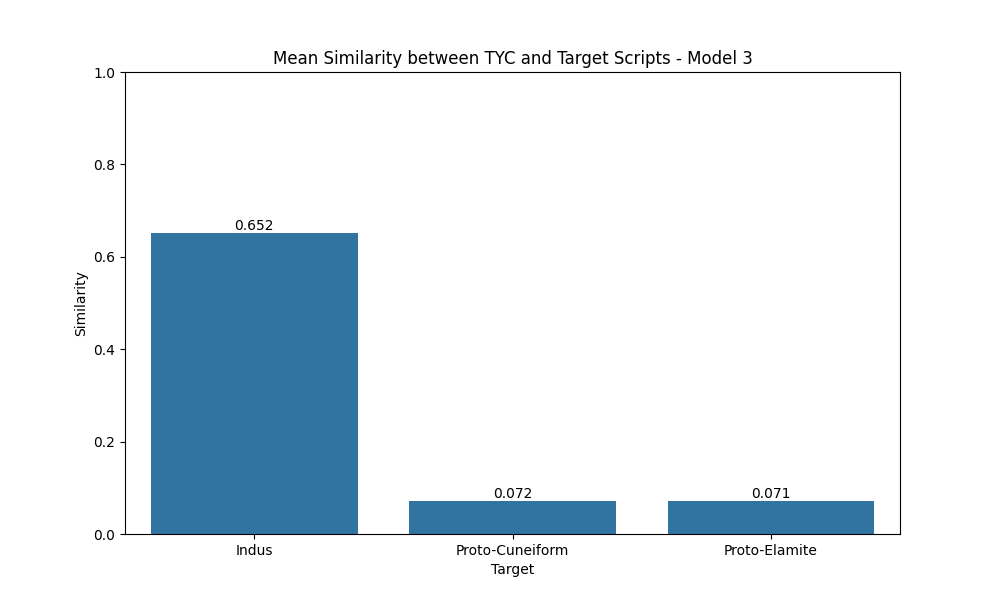 Mean Similarity between TYC and Target Scripts - Model 3
1.0
0.8
0.6
0.4
0.2
0.0
Similarity
0.652
0.072
0.071
Indus
Proto-Cuneiform
Proto-Elamite
Target